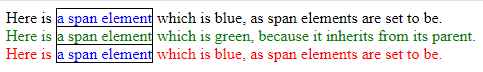 Here is a span element which is blue, as span elements are set to be.
Here is a span element which is green, because it inherits from its parent.
Here is a span element which is blue, as span elements are set to be.